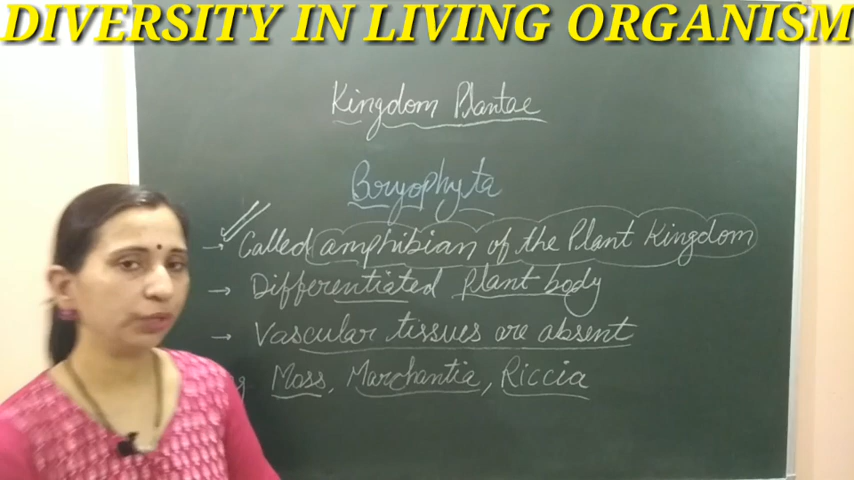 DIVERSITY IN LIVING ORGANISM
Kingdom Plantae
Bryophyta
→ Called amphibian of the Plant Kingdom
→ Differentiated Plant body
→ Vascular tissues are absent
Moss, Marchantia, Riccia